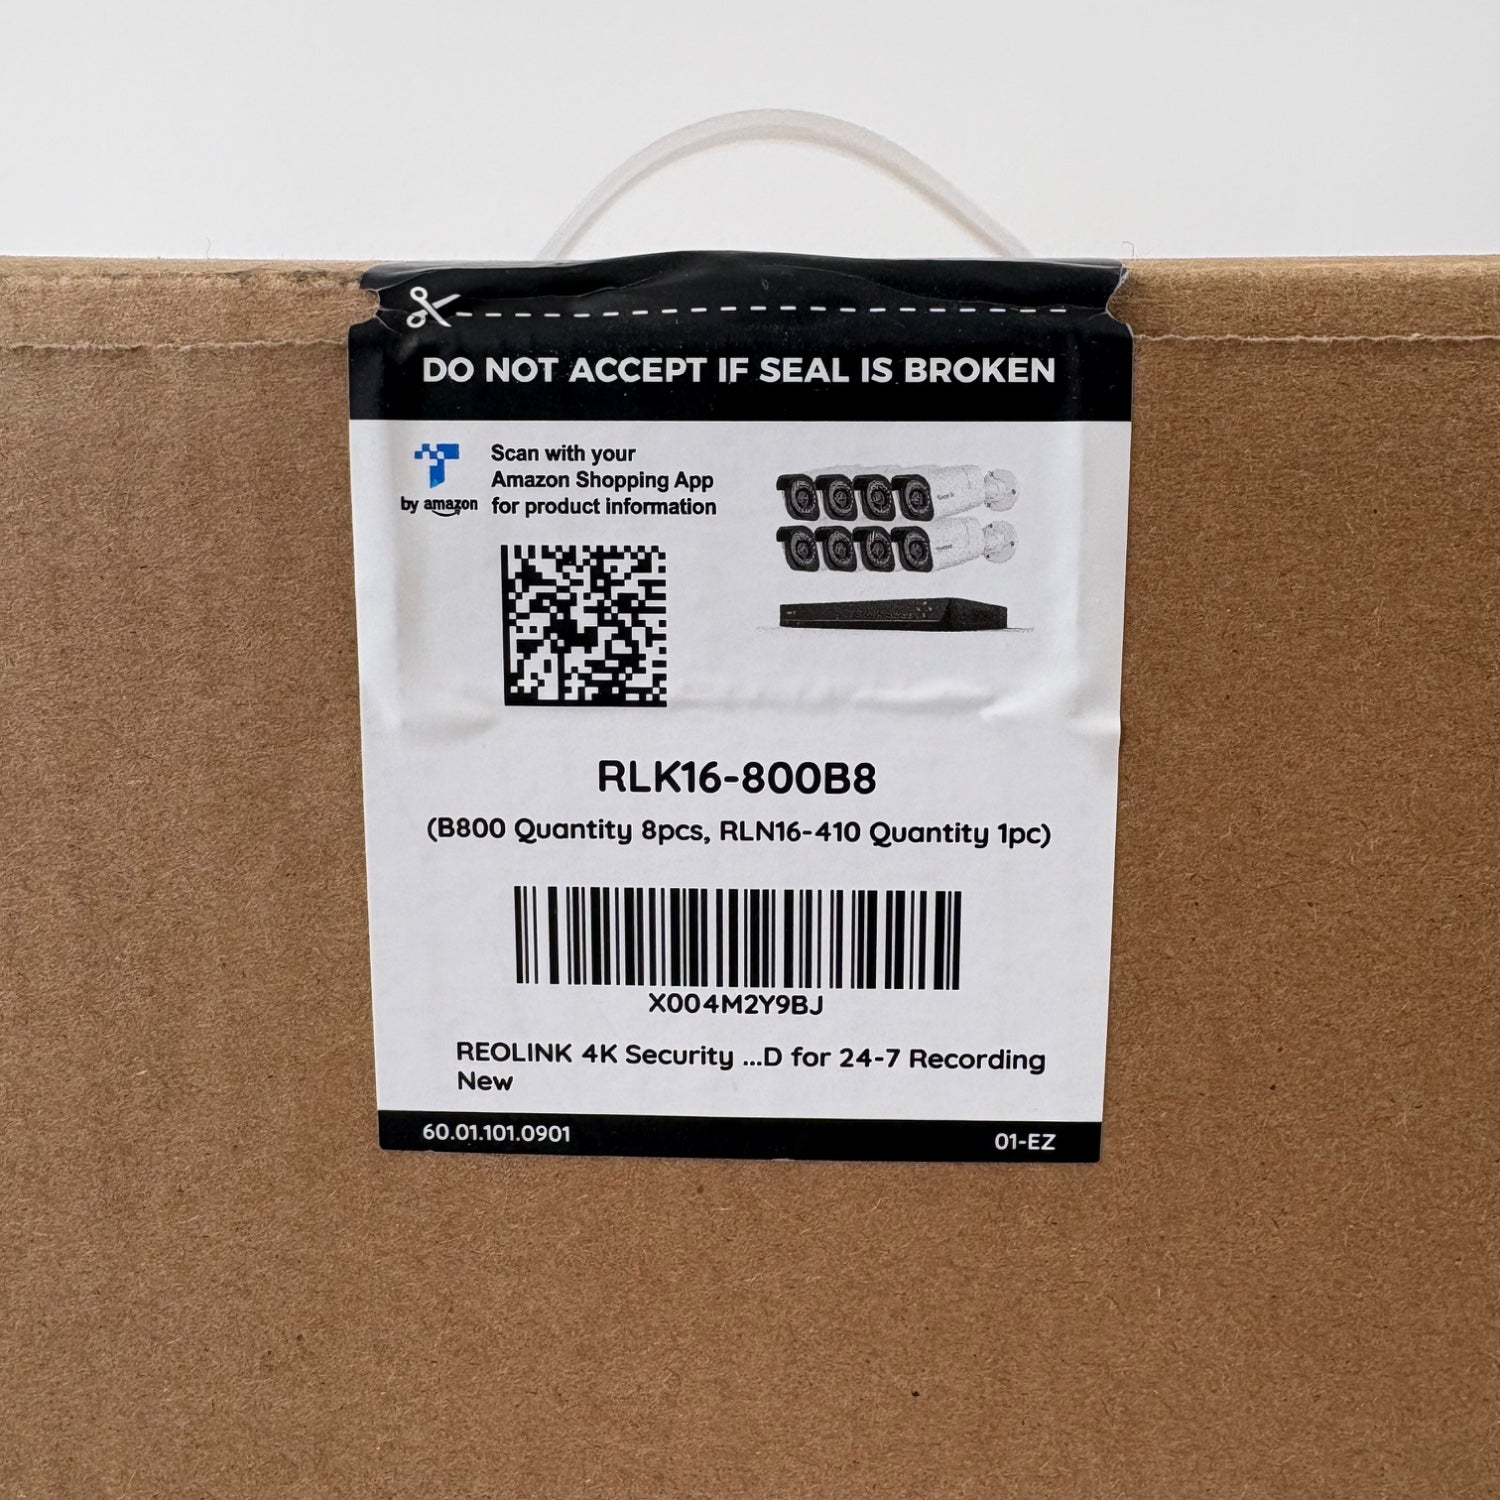 DO NOT ACCEPT IF SEAL IS BROKEN
Scan with your
Amazon Shopping App
for product information
by amazon
RLK16-800B8
(B800 Quantity 8pcs, RLN16-410 Quantity 1pc)
X004M2Y9BJ
REOLINK 4K Security ...D for 24-7 Recording
New
60.01.101.0901
01-EZ